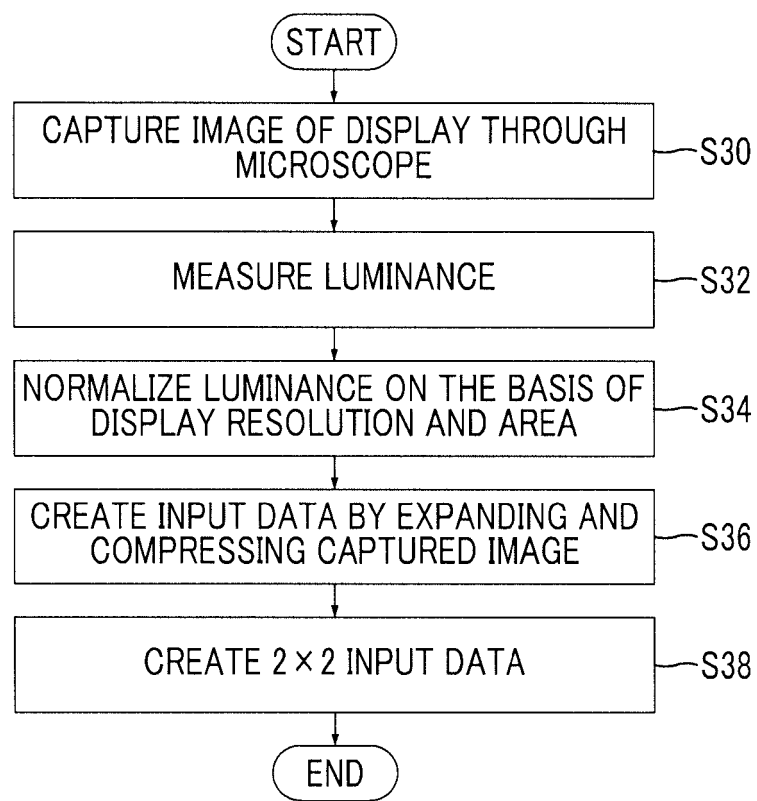 START
CAPTURE IMAGE OF DISPLAY THROUGH
MICROSCOPE
S30
MEASURE LUMINANCE
S32
NORMALIZE LUMINANCE ON THE BASIS OF
DISPLAY RESOLUTION AND AREA
S34
CREATE INPUT DATA BY EXPANDING AND
COMPRESSING CAPTURED IMAGE
S36
CREATE 2×2 INPUT DATA
S38
END